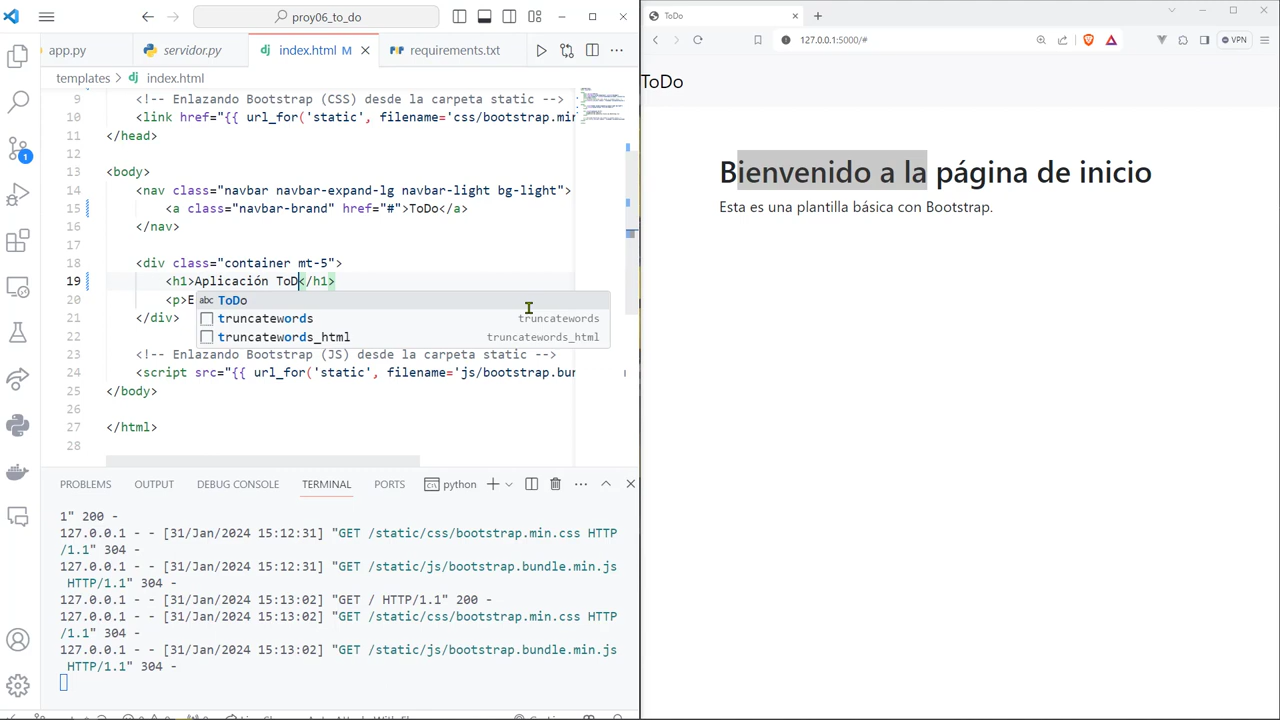 proy06_to_do
app.py
servidor.py
index.html M
requirements.txt
templates > index.html
9 <!-- Enlazando Bootstrap (CSS) desde la carpeta static -->
10 <link href="{{ url_for('static', filename='css/bootstrap.min
11 </head>
12
13 <body>
14 <nav class="navbar navbar-expand-lg navbar-light bg-light">
15 <a class="navbar-brand" href="#">ToDo</a>
16 </nav>
17
18 <div class="container mt-5">
19 <h1>Aplicación ToD</h1>
20 <p>E
abc ToDo
21 </div>
truncatewords truncatewords
22
truncatewords_html truncatewords_html
23 <!-- Enlazando Bootstrap (JS) desde la carpeta static -->
24 <script src="{{ url_for('static', filename='js/bootstrap.bun
25 </body>
26
27 </html>
28
PROBLEMS OUTPUT DEBUG CONSOLE TERMINAL PORTS python
1" 200 -
127.0.0.1 - - [31/Jan/2024 15:12:31] "GET /static/css/bootstrap.min.css HTTP
/1.1" 304 -
127.0.0.1 - - [31/Jan/2024 15:12:31] "GET /static/js/bootstrap.bundle.min.js
HTTP/1.1" 304 -
127.0.0.1 - - [31/Jan/2024 15:13:02] "GET / HTTP/1.1" 200 -
127.0.0.1 - - [31/Jan/2024 15:13:02] "GET /static/css/bootstrap.min.css HTTP
/1.1" 304 -
127.0.0.1 - - [31/Jan/2024 15:13:02] "GET /static/js/bootstrap.bundle.min.js
HTTP/1.1" 304 -
1
ToDo
127.0.0.1:5000/#
VPN
ToDo
Bienvenido a la página de inicio
Esta es una plantilla básica con Bootstrap.